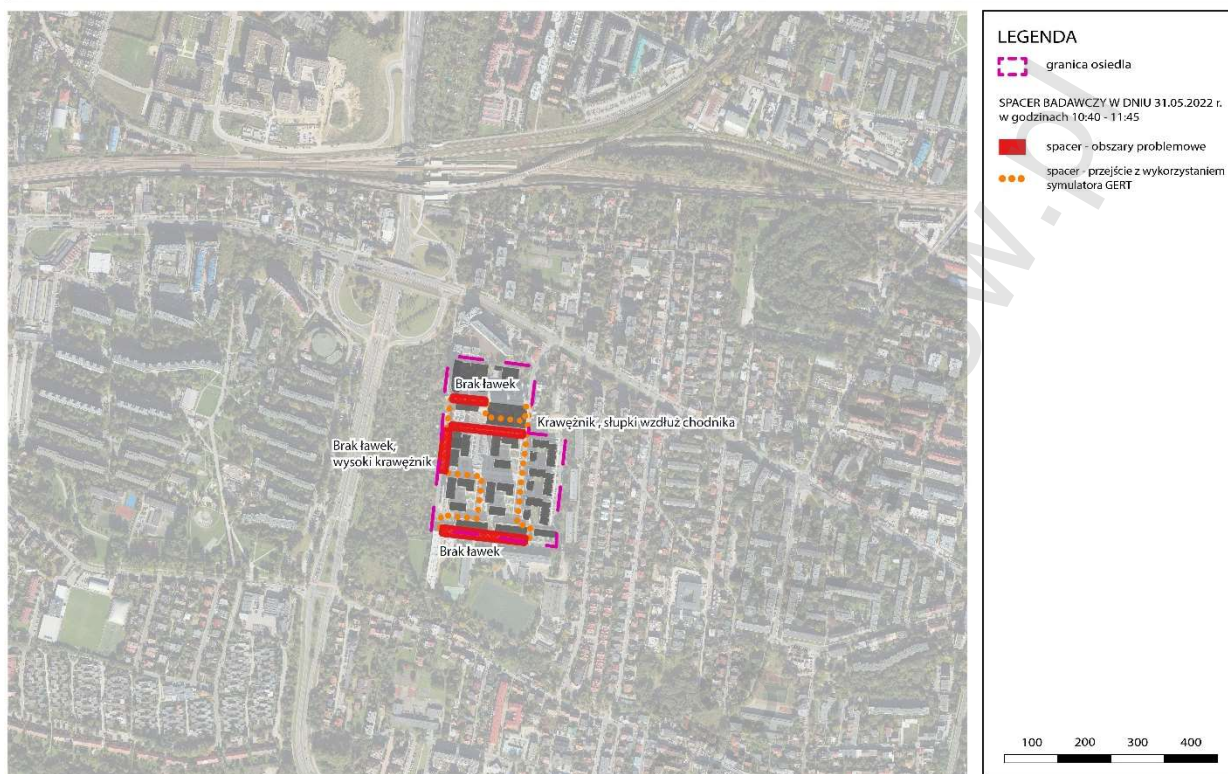 Brak ławek
Krawężnik , słupki wzdłuż chodnika
Brak ławek,
wysoki krawężnik
Brak ławek
LEGENDA
granica osiedla
SPACER BADAWCZY W DNIU 31.05.2022 r.
w godzinach 10:40 - 11:45
spacer - obszary problemowe
spacer - przejście z wykorzystaniem
symulatora GERT
100 200 300 400
w.pl